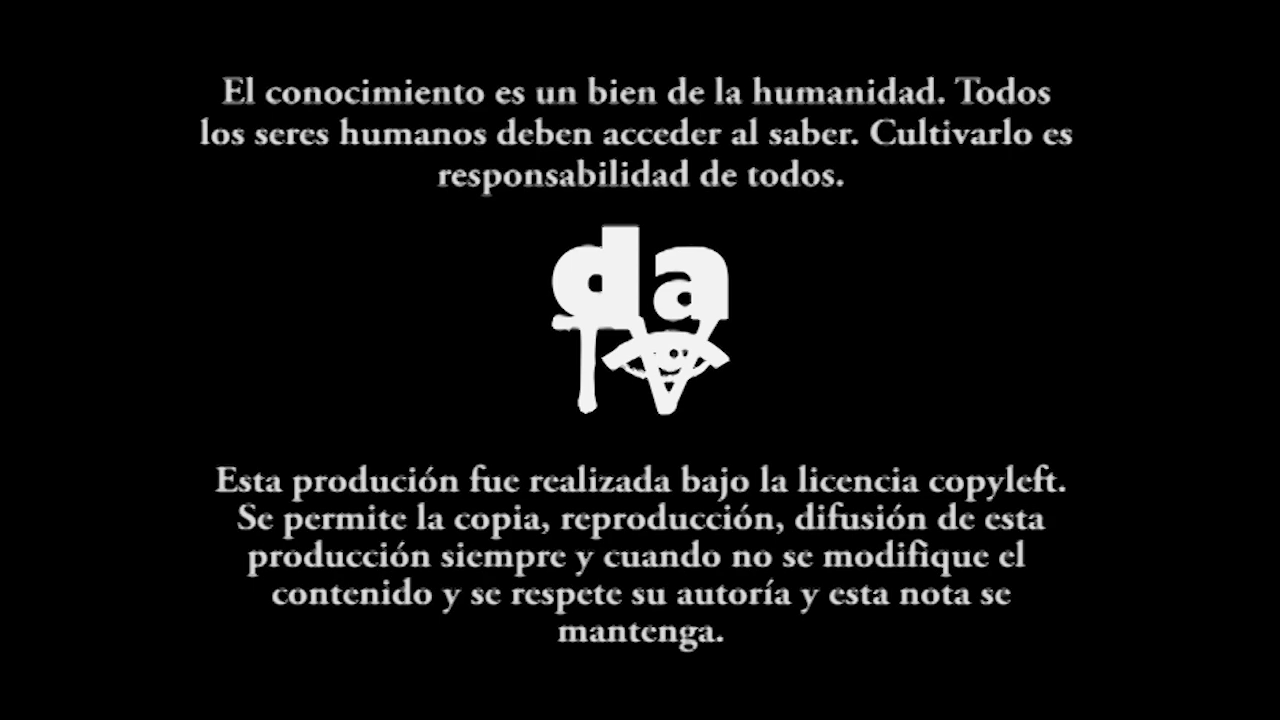 El conocimiento es un bien de la humanidad. Todos
los seres humanos deben acceder al saber. Cultivarlo es
responsabilidad de todos.
da
TV
Esta produción fue realizada bajo la licencia copyleft.
Se permite la copia, reproducción, difusión de esta
producción siempre y cuando no se modifique el
contenido y se respete su autoría y esta nota se
mantenga.